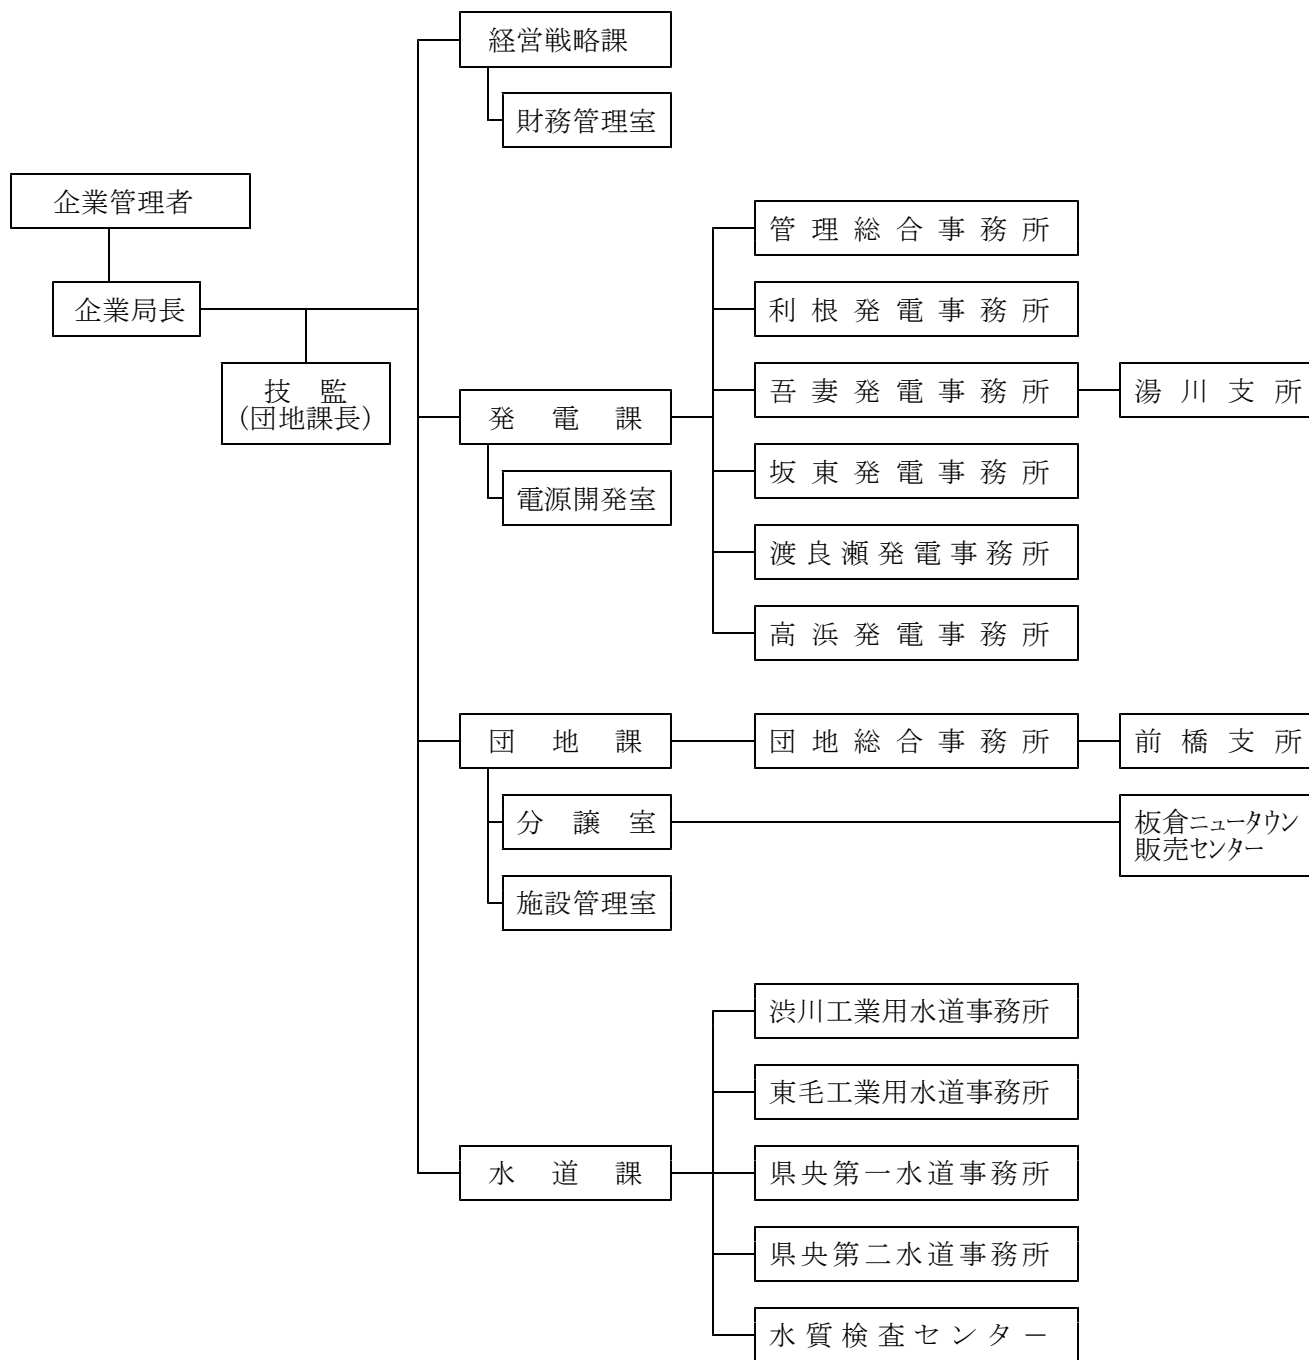 経営戦略課
財務管理室
企業管理者
企業局長
技監
(団地課長)
発電課
電源開発室
管理総合事務所
利根発電事務所
吾妻発電事務所
湯川支所
坂東発電事務所
渡良瀬発電事務所
高浜発電事務所
団地課
団地総合事務所
前橋支所
分譲室
板倉ニュータウン
販売センター
施設管理室
水道課
渋川工業用水道事務所
東毛工業用水道事務所
県央第一水道事務所
県央第二水道事務所
水質検査センター